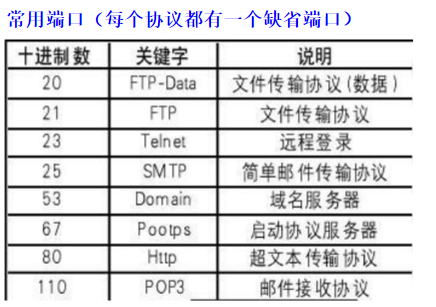 常用端口（每个协议都有一个缺省端口）
十进制数 关键字 说明
20 FTP-Data 文件传输协议(数据)
21 FTP 文件传输协议
23 Telnet 远程登录
25 SMTP 简单邮件传输协议
53 Domain 域名服务器
67 Pootps 启动协议服务器
80 Http 超文本传输协议
110 POP3 邮件接收协议